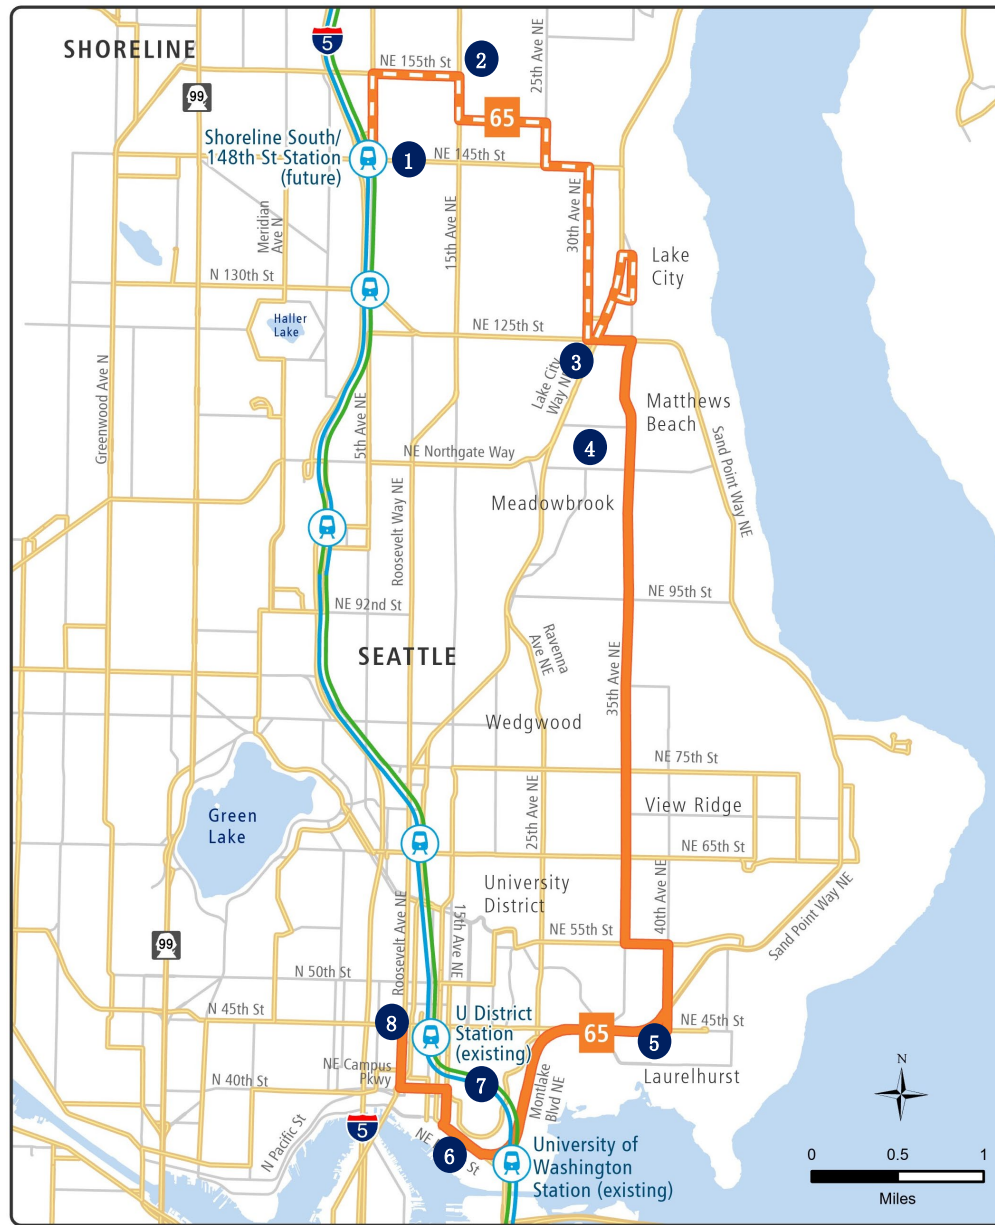 SHORELINE
5
NE 155th St
2
25th Ave NE
99
65
Shoreline South/
148th St Station
(future)
1
NE 145th St
Meridian
Ave N
15th Ave NE
30th Ave NE
Lake
City
N 130th St
Haller
Lake
NE 125th St
3
Lake City
Way NE
Greenwood Ave N
5th Ave NE
Matthews
Beach
4
NE Northgate Way
Sand Point Way NE
Meadowbrook
Roosevelt Way NE
NE 92nd St
NE 95th St
Ravenna
Ave NE
SEATTLE
35th Ave NE
Wedgwood
NE 75th St
Green
Lake
25th Ave NE
View Ridge
NE 65th St
University
District
40th Ave NE
Roosevelt Ave NE
15th Ave NE
NE 55th St
Sand Point Way NE
99
N 50th St
N 45th St
8
U District
Station
(existing)
65
5
NE 45th St
NE Campus
Pkwy
N 40th St
7
Montlake
Blvd NE
Laurelhurst
N
5
N Pacific St
NE
St
6
University of
Washington
Station (existing)
0
0.5
1
Miles